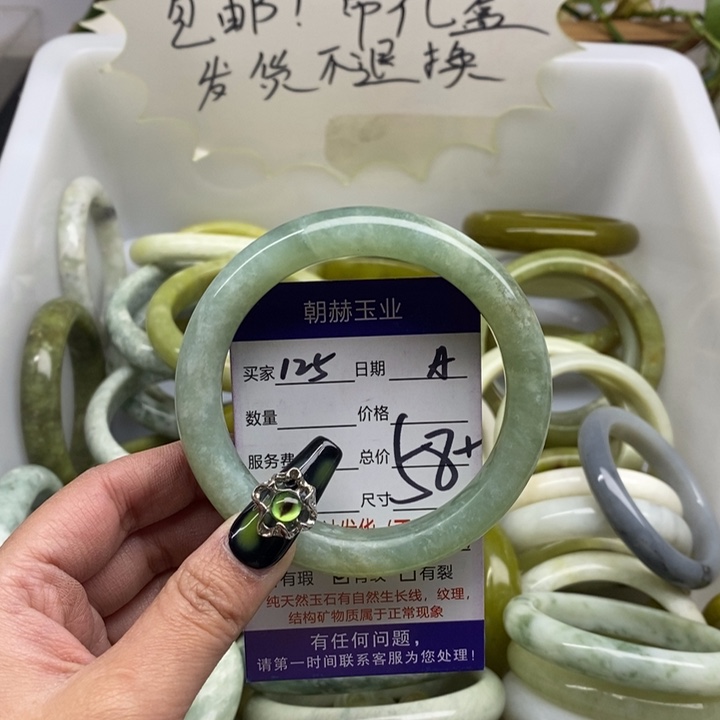 包邮！带礼盒
发货不退换
朝赫玉业
买家 125 日期 A
数量 价格
服务费 总价
尺寸 58+
有瑕 ☑有纹 □有裂
纯天然玉石有自然生长线，纹理，
结构矿物质属于正常现象
有任何问题，
请第一时间联系客服为您处理！